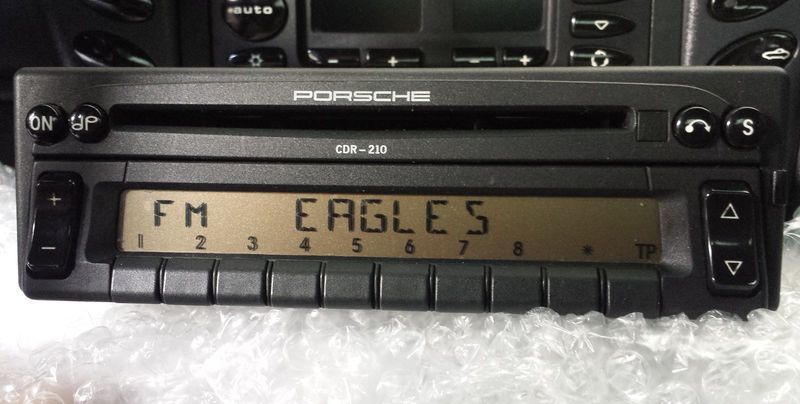 auto
PORSCHE
ON
S
CDR-210
+
FM EAGLES
-
1 2 3 4 5 6 7 8 * TP